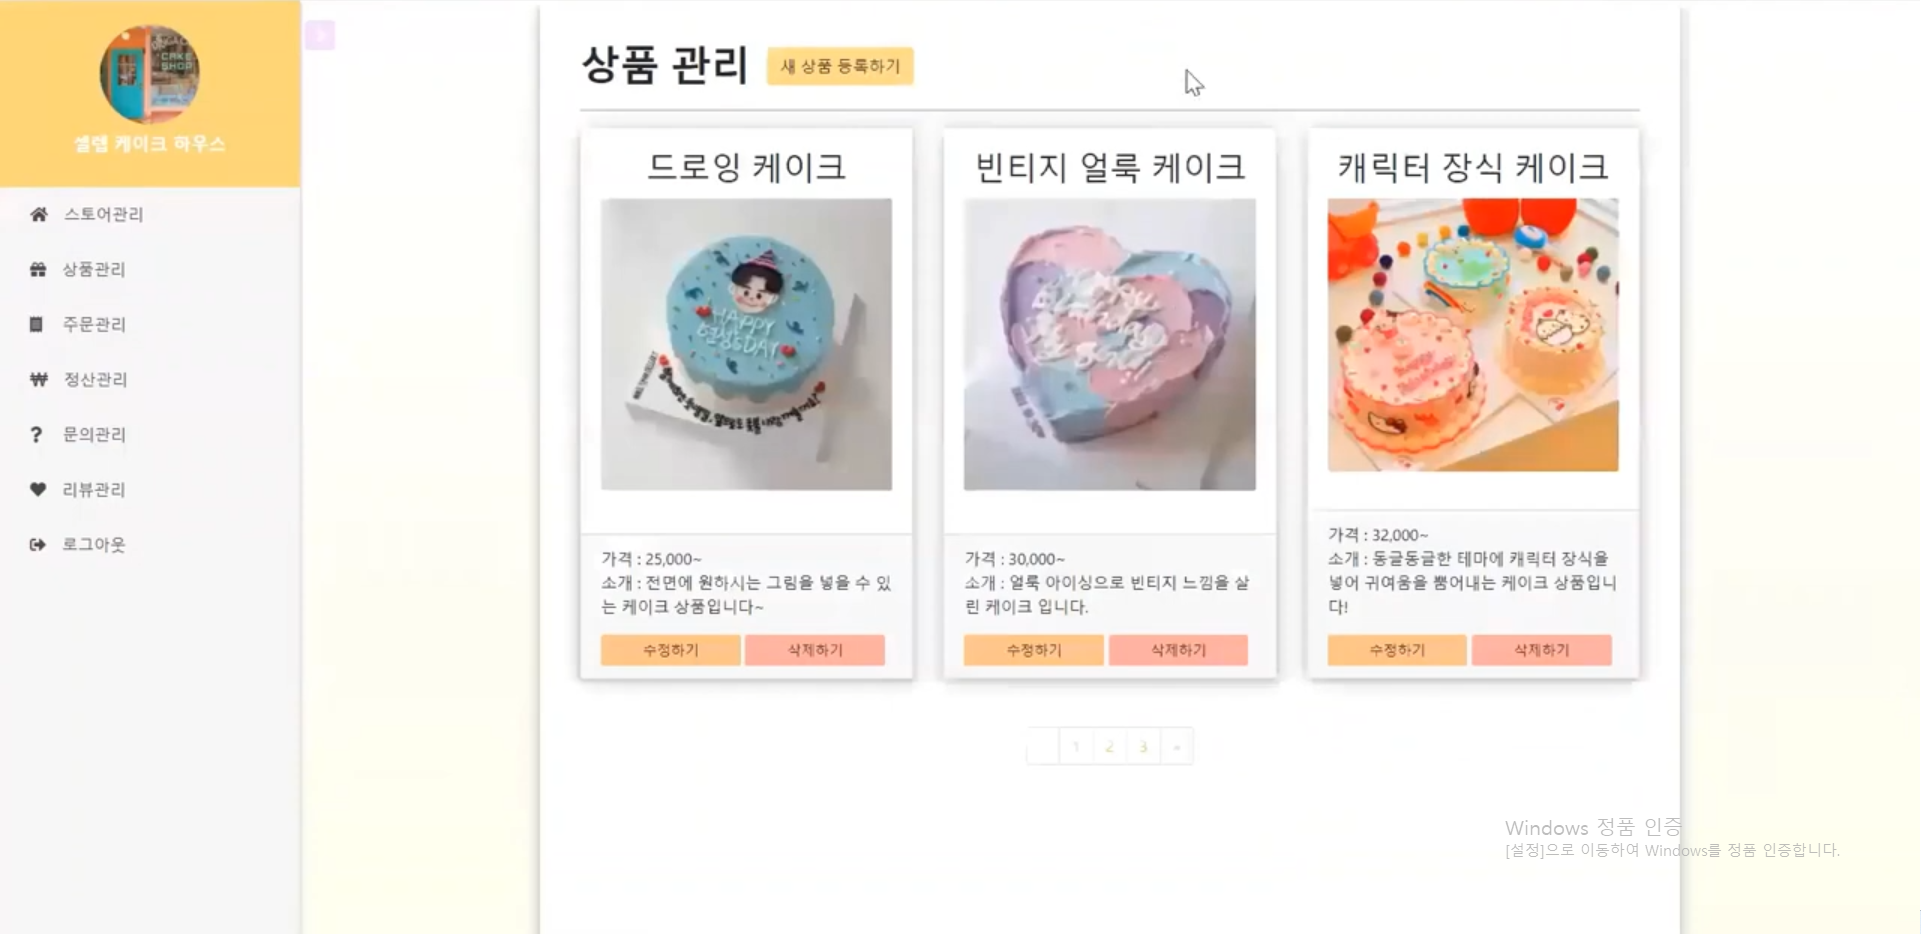 CAKE
SHOP
셀렙 케이크 하우스
스토어관리
상품관리
주문관리
정산관리
문의관리
리뷰관리
로그아웃
상품 관리
새 상품 등록하기
드로잉 케이크
HAPPY
가격 : 25,000~
소개 : 전면에 원하시는 그림을 넣을 수 있
는 케이크 상품입니다~
수정하기 삭제하기
빈티지 얼룩 케이크
Happy
Birthday
가격 : 30,000~
소개 : 얼룩 아이싱으로 빈티지 느낌을 살
린 케이크 입니다.
수정하기 삭제하기
캐릭터 장식 케이크
Happy
Birthday
가격 : 32,000~
소개 : 동글동글한 테마에 캐릭터 장식을
넣어 귀여움을 뿜어내는 케이크 상품입니
다!
수정하기 삭제하기
1 2 3 »
Windows 정품 인증
[설정]으로 이동하여 Windows를 정품 인증합니다.